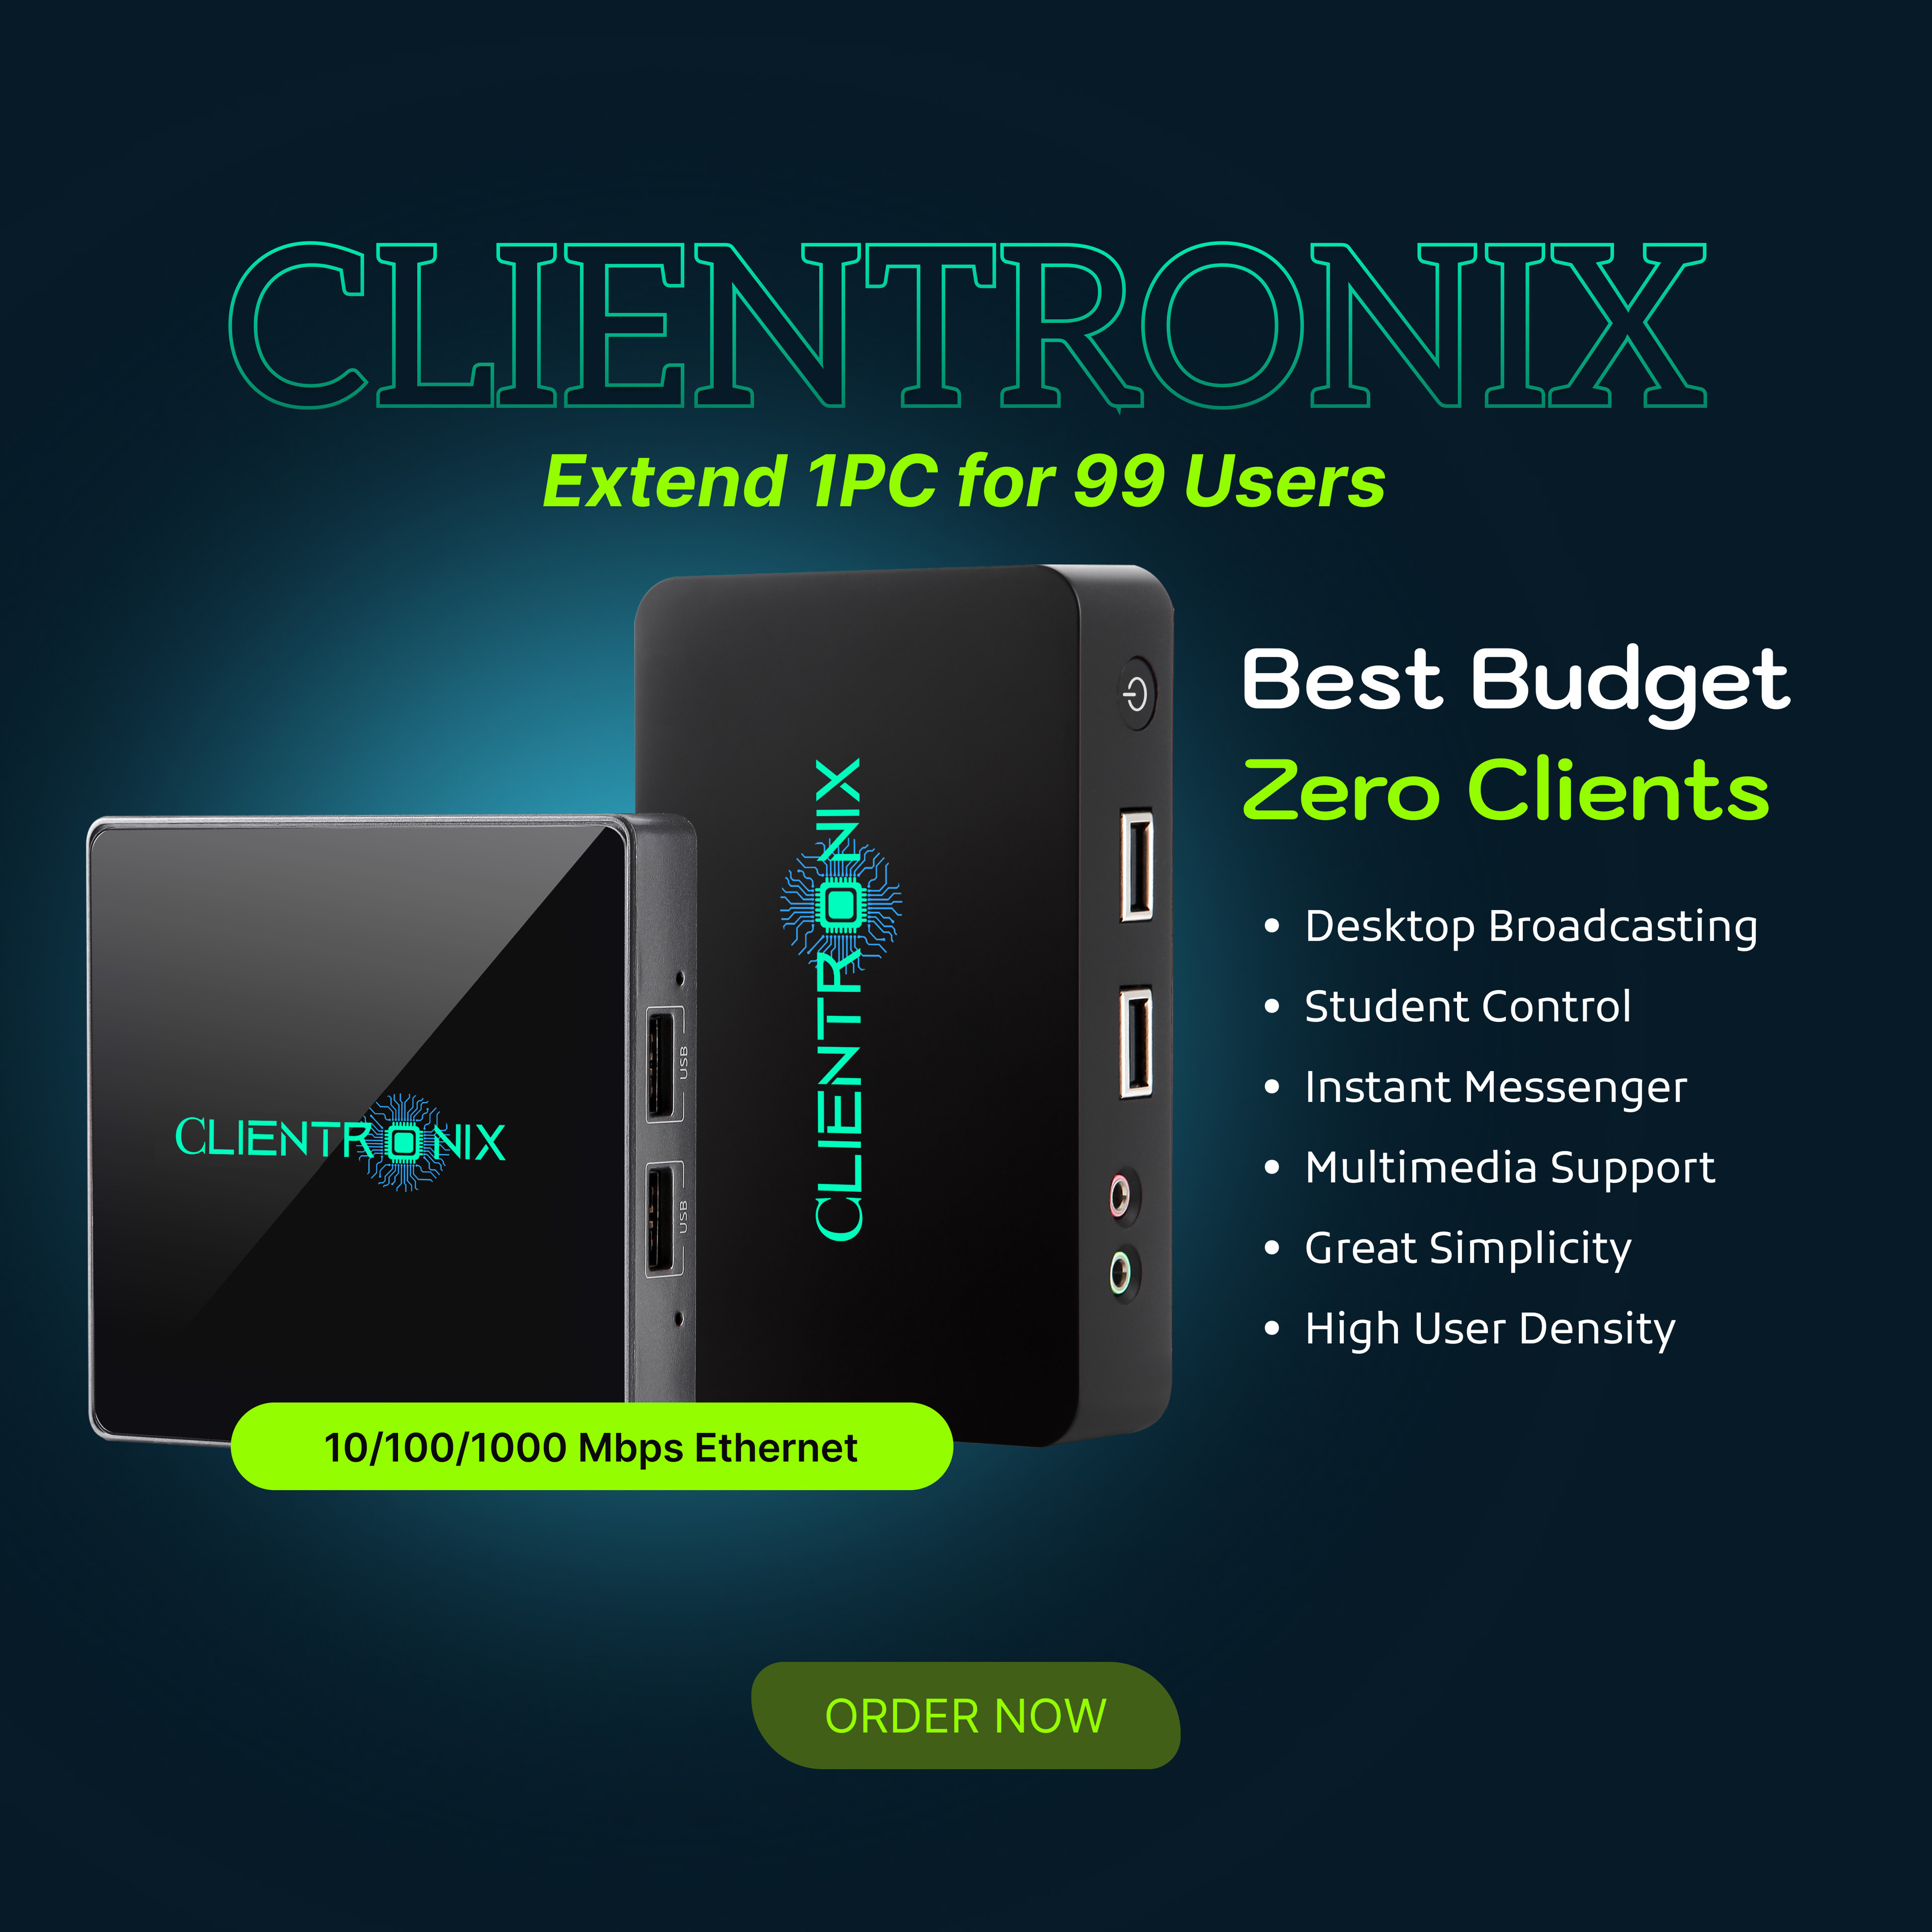 CLIENTRONIX
Extend 1PC for 99 Users
Best Budget
Zero Clients
• Desktop Broadcasting
• Student Control
• Instant Messenger
• Multimedia Support
• Great Simplicity
• High User Density
CLIENTRONIX
CLIENTRONIX
USB
USB
10/100/1000 Mbps Ethernet
ORDER NOW